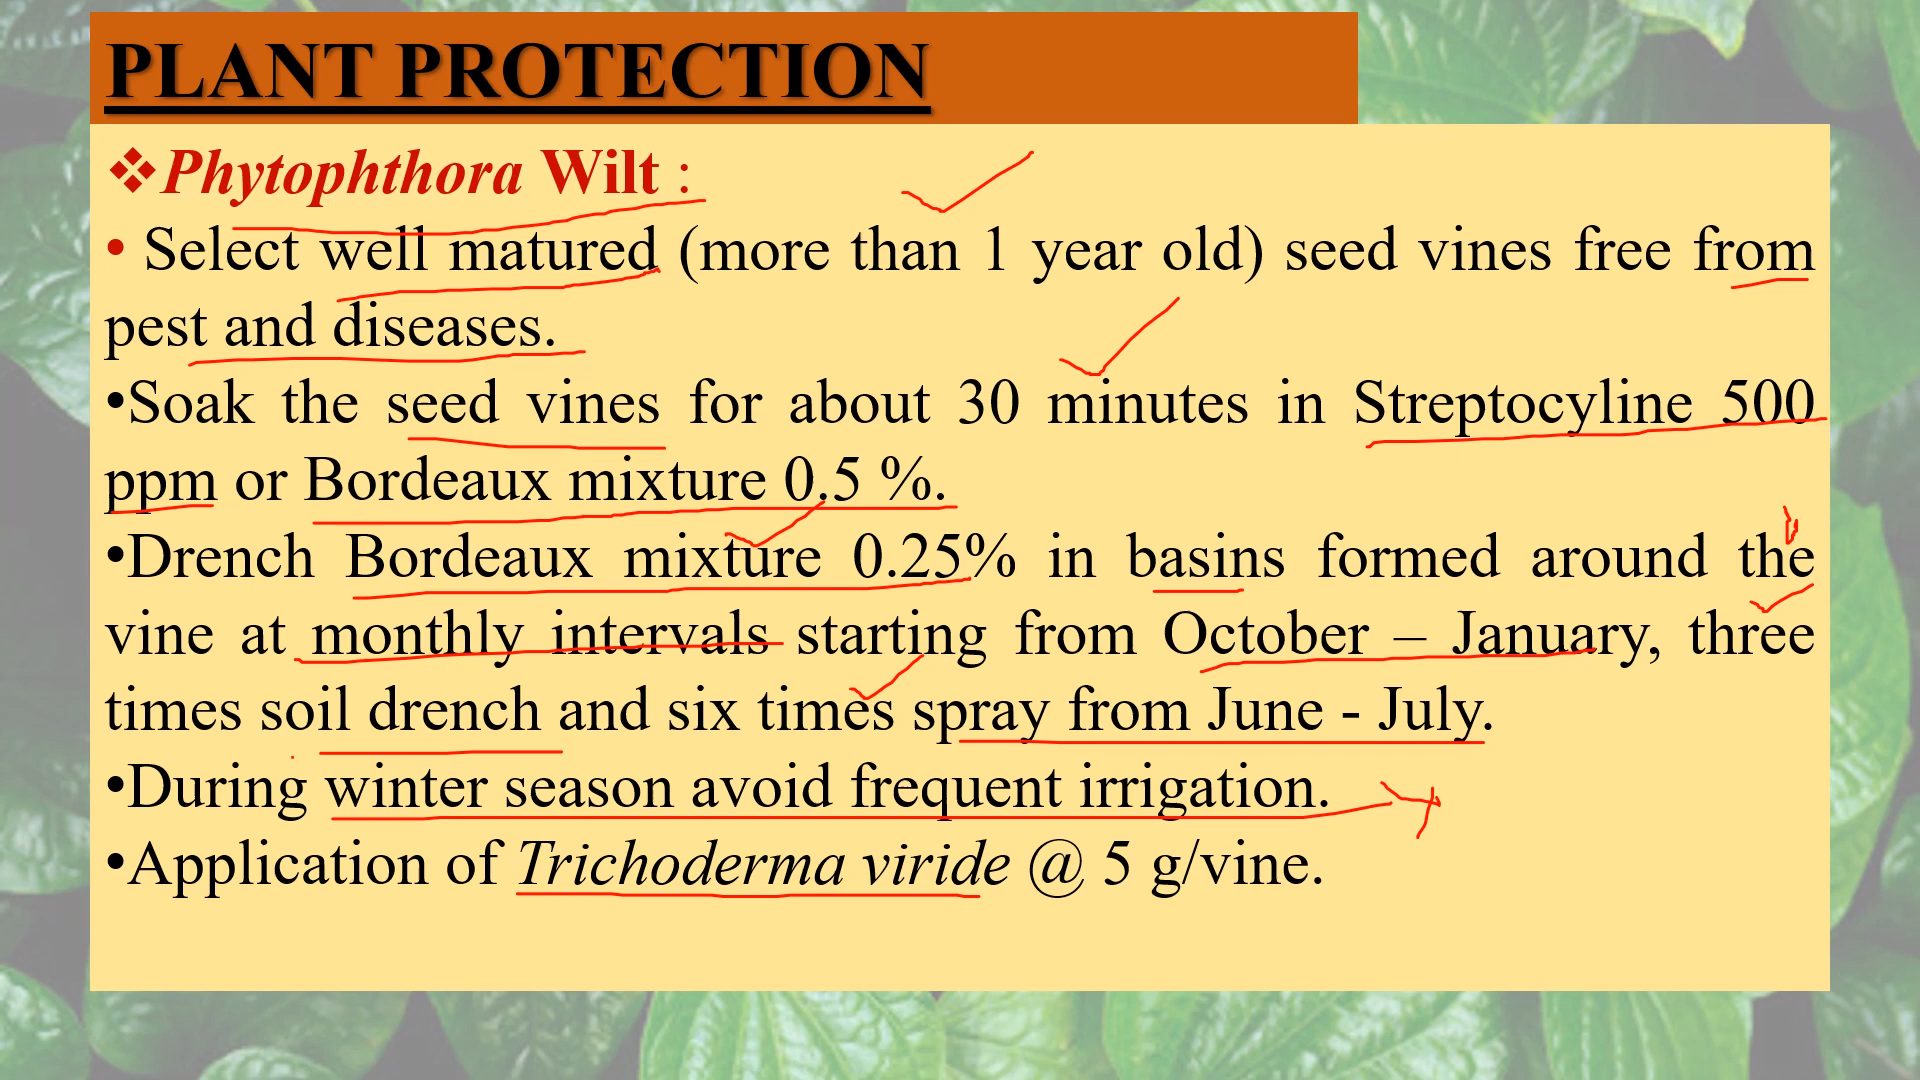 PLANT PROTECTION
❖Phytophthora Wilt :
• Select well matured (more than 1 year old) seed vines free from
pest and diseases.
•Soak the seed vines for about 30 minutes in Streptocyline 500
ppm or Bordeaux mixture 0.5 %.
•Drench Bordeaux mixture 0.25% in basins formed around the
vine at monthly intervals starting from October – January, three
times soil drench and six times spray from June - July.
•During winter season avoid frequent irrigation.
•Application of Trichoderma viride @ 5 g/vine.